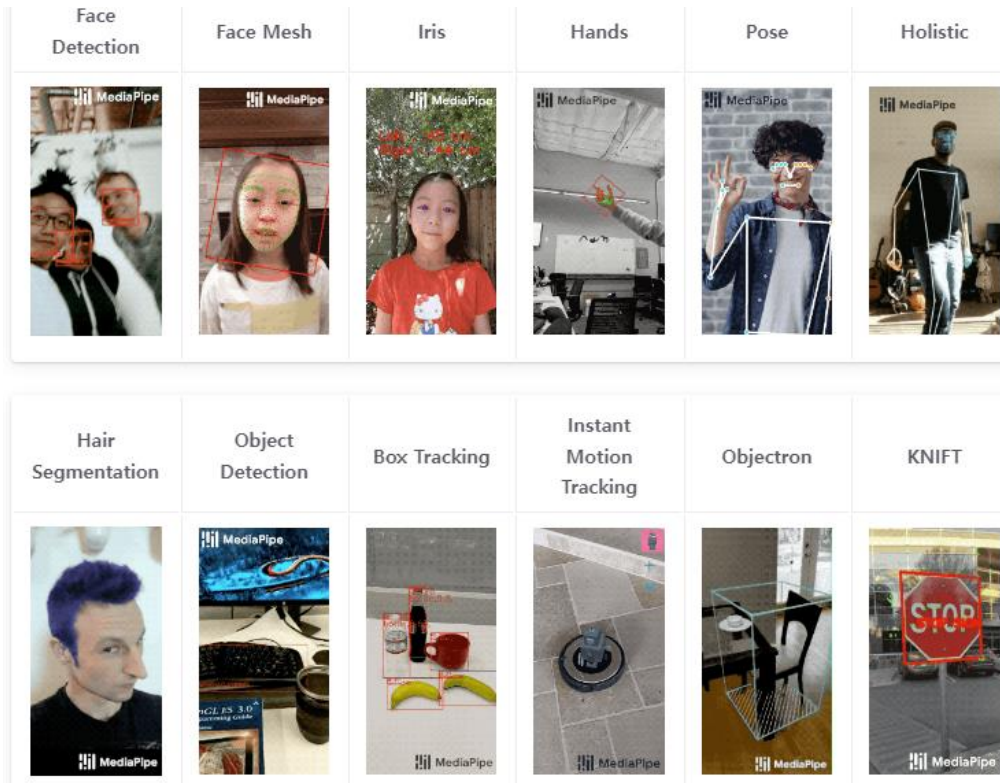 Face
Detection
Face Mesh
Iris
Hands
Pose
Holistic
MediaPipe
MediaPipe
MediaPipe
MediaPipe
MediaPipe
MediaPipe
Hair
Segmentation
Object
Detection
Box Tracking
Instant
Motion
Tracking
Objectron
KNIFT
MediaPipe
STOP
MediaPipe
MediaPipe
MediaPipe
MediaPipe
MediaPipe